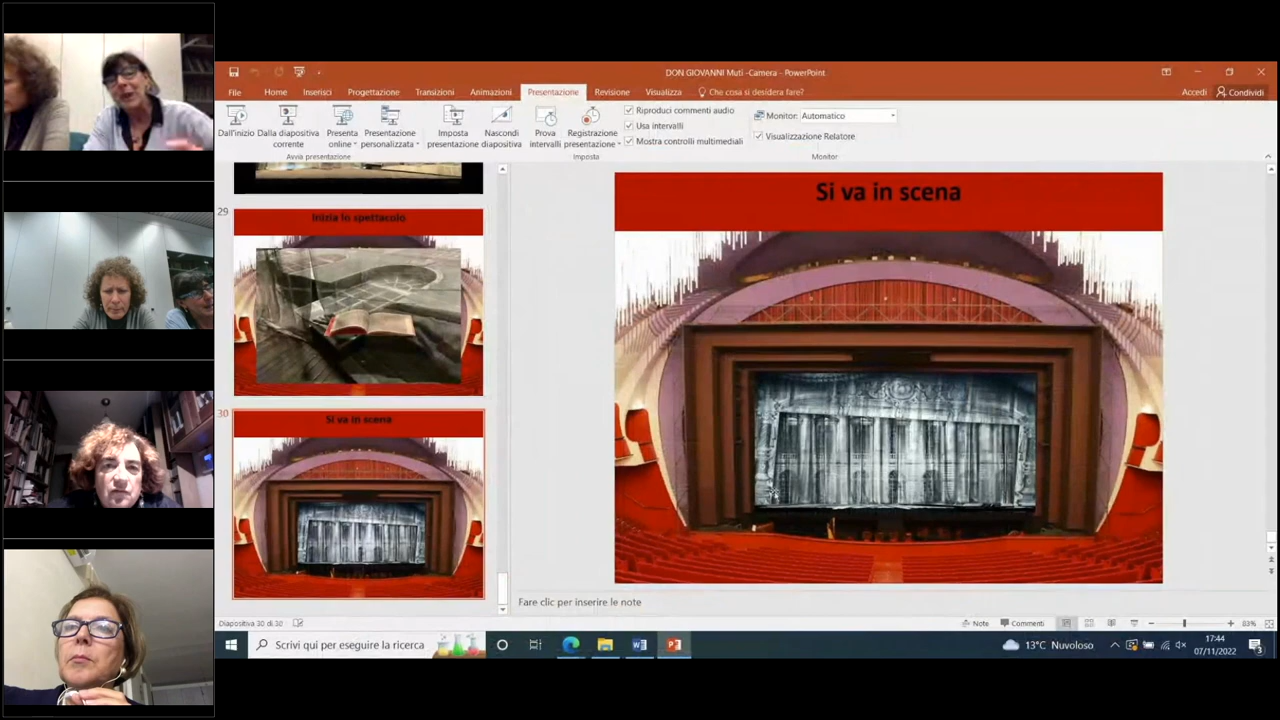 DON GIOVANNI Muti -Camera - PowerPoint
File Home Inserisci Progettazione Transizioni Animazioni Presentazione Revisione Visualizza Che cosa si desidera fare? Accedi Condividi
Dall'inizio Dalla diapositiva corrente Presenta online Presentazione personalizzata Imposta presentazione Nascondi diapositiva Prova intervalli Registrazione presentazione
Riproduci commenti audio
Usa intervalli
Mostra controlli multimediali
Monitor: Automatico
Visualizzazione Relatore
Avvia presentazione Imposta Monitor
29
Inizia lo spettacolo
30
Si va in scena
Si va in scena
Fare clic per inserire le note
Diapositiva 30 di 30 Note Commenti 83%
Scrivi qui per eseguire la ricerca 13°C Nuvoloso 17:44
07/11/2022
3